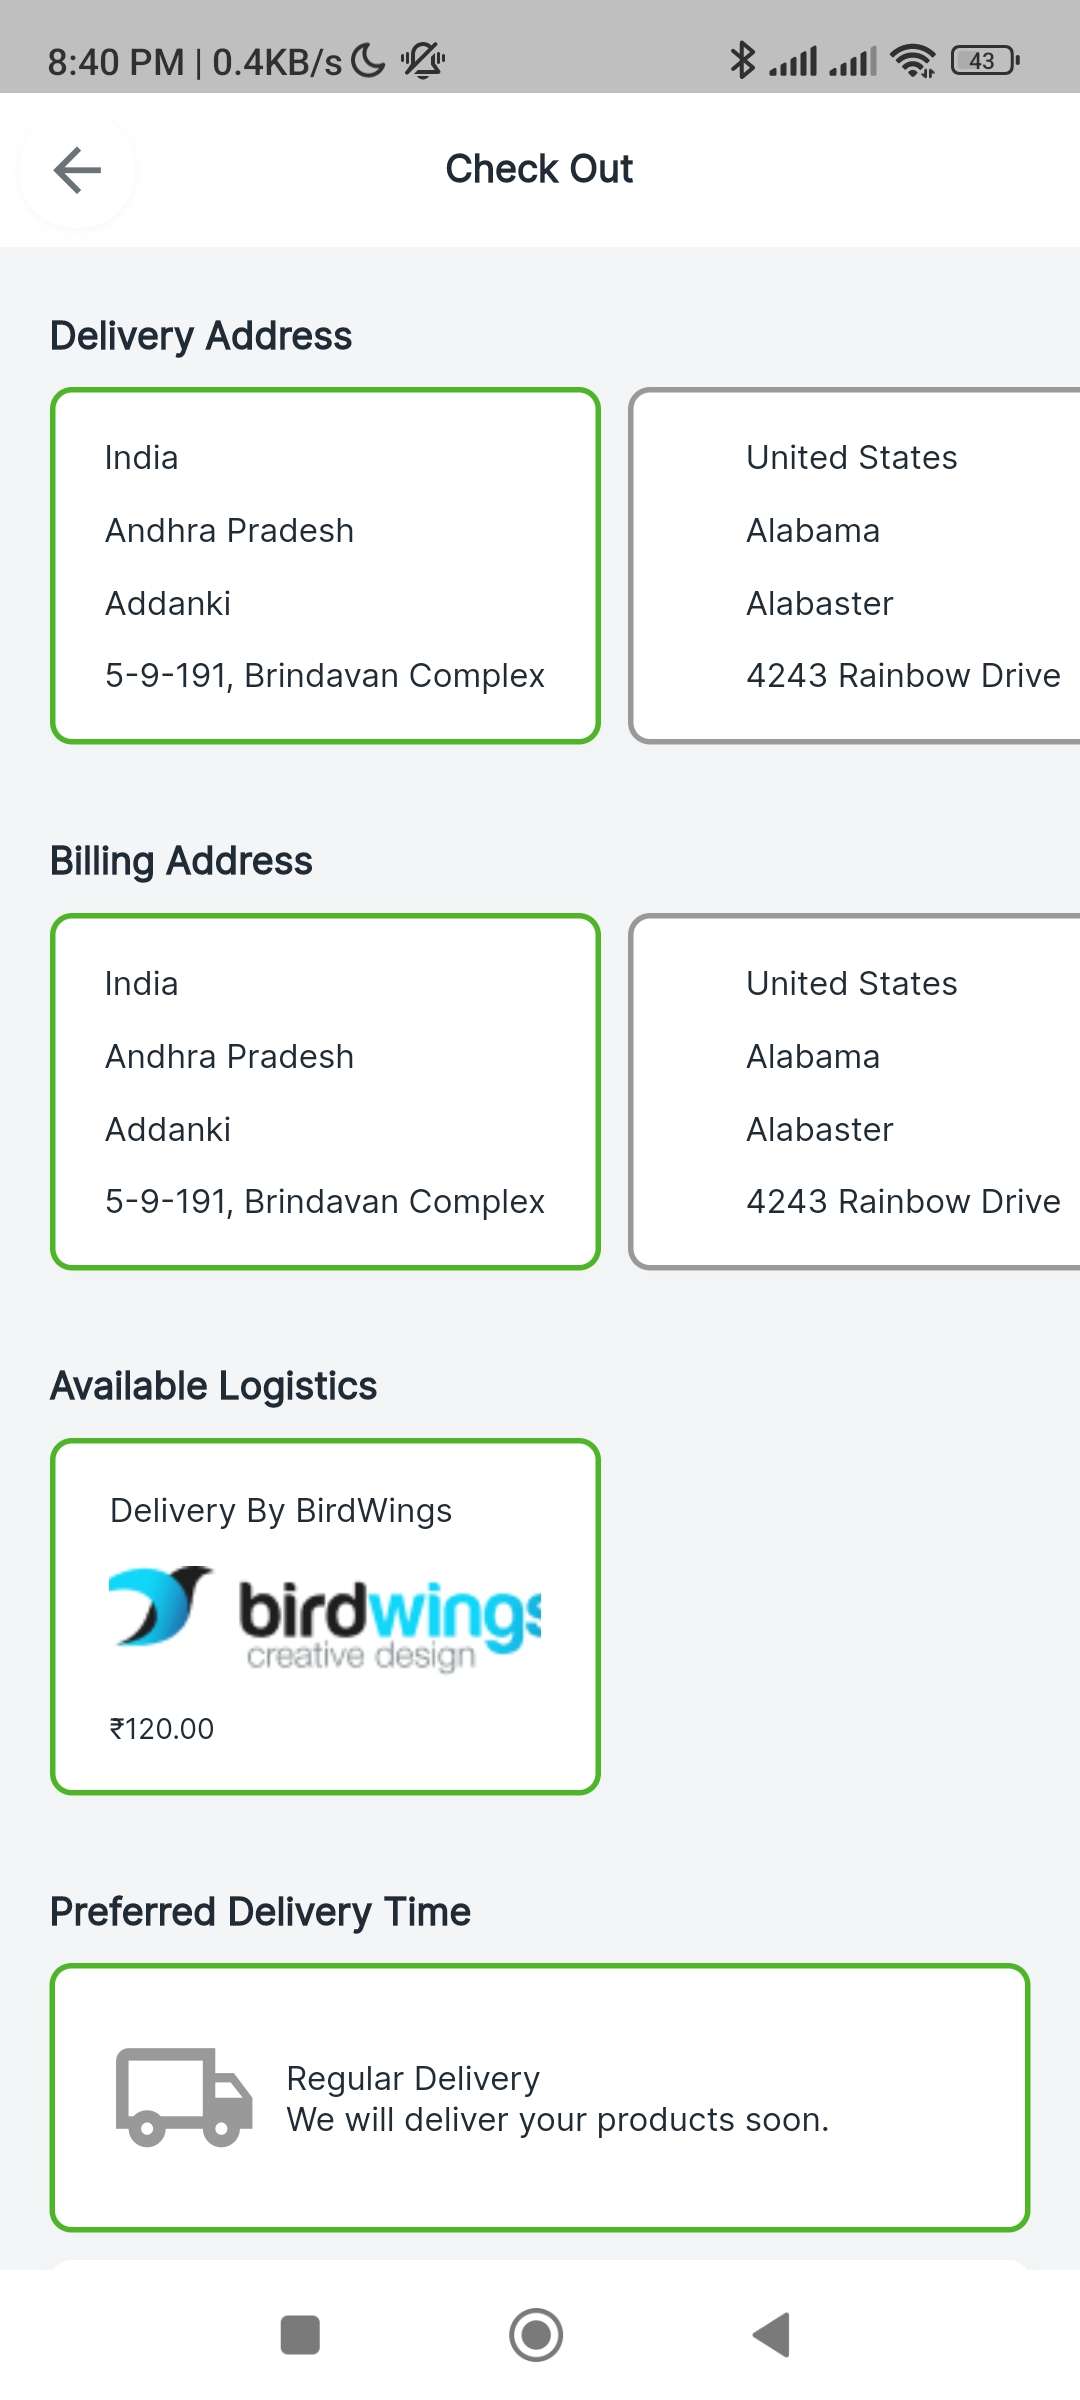 8:40 PM | 0.4KB/s
43
Check Out
Delivery Address
India
Andhra Pradesh
Addanki
5-9-191, Brindavan Complex
United States
Alabama
Alabaster
4243 Rainbow Drive
Billing Address
India
Andhra Pradesh
Addanki
5-9-191, Brindavan Complex
United States
Alabama
Alabaster
4243 Rainbow Drive
Available Logistics
Delivery By BirdWings
birdwings
creative design
₹120.00
Preferred Delivery Time
Regular Delivery
We will deliver your products soon.